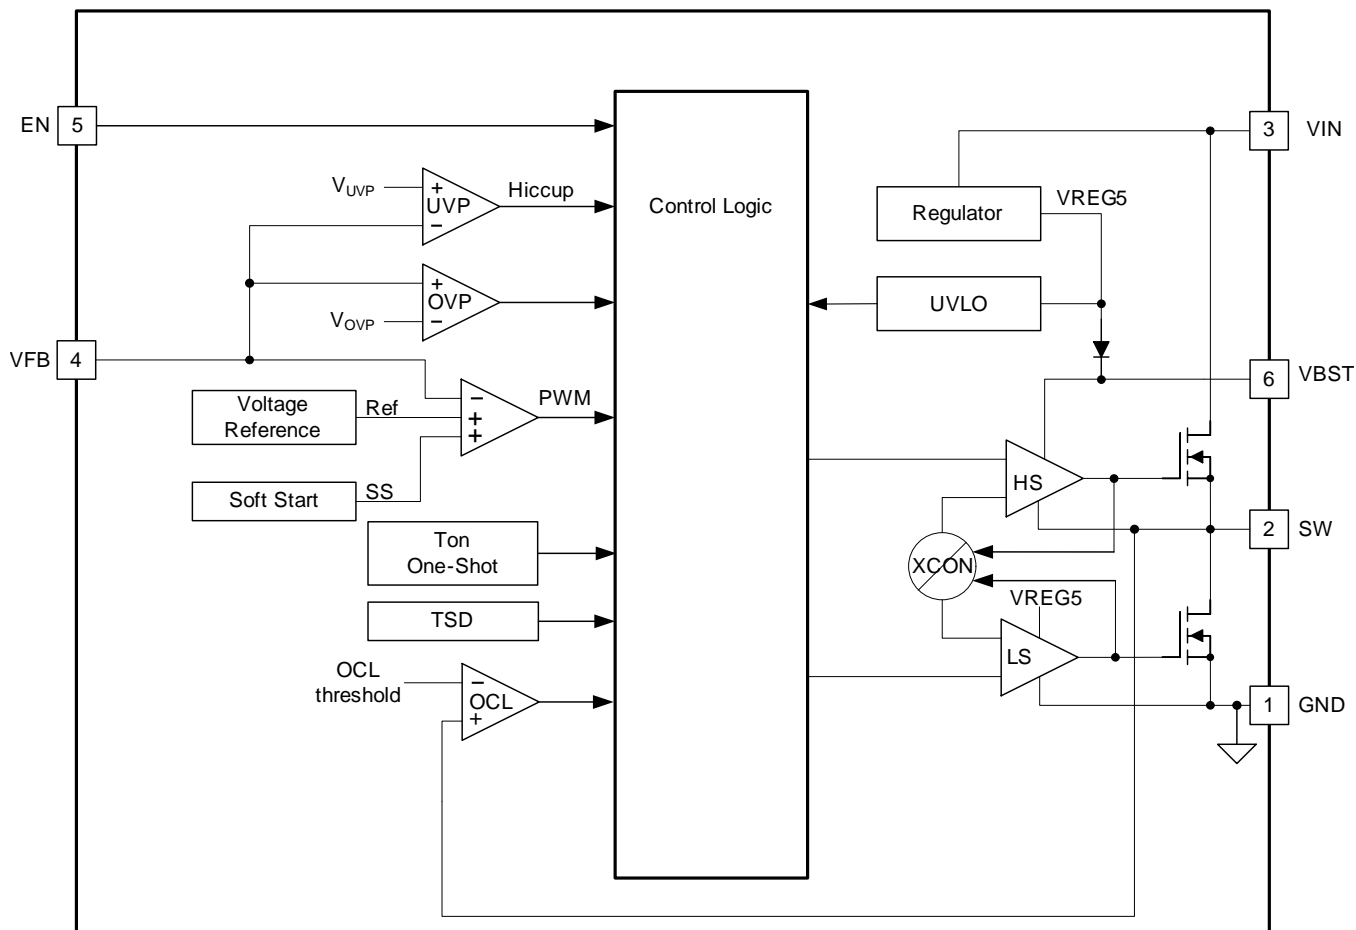 EN
5
3
VIN
VUVP
+
UVP
−
Hiccup
Control Logic
Regulator
VREG5
+
OVP
−
VOVP
UVLO
VFB
4
6
VBST
Voltage
Reference
Ref
−
+
+
PWM
Soft Start
SS
HS
2
SW
Ton
One-Shot
XCON
TSD
VREG5
LS
OCL
threshold
−
OCL
+
1
GND